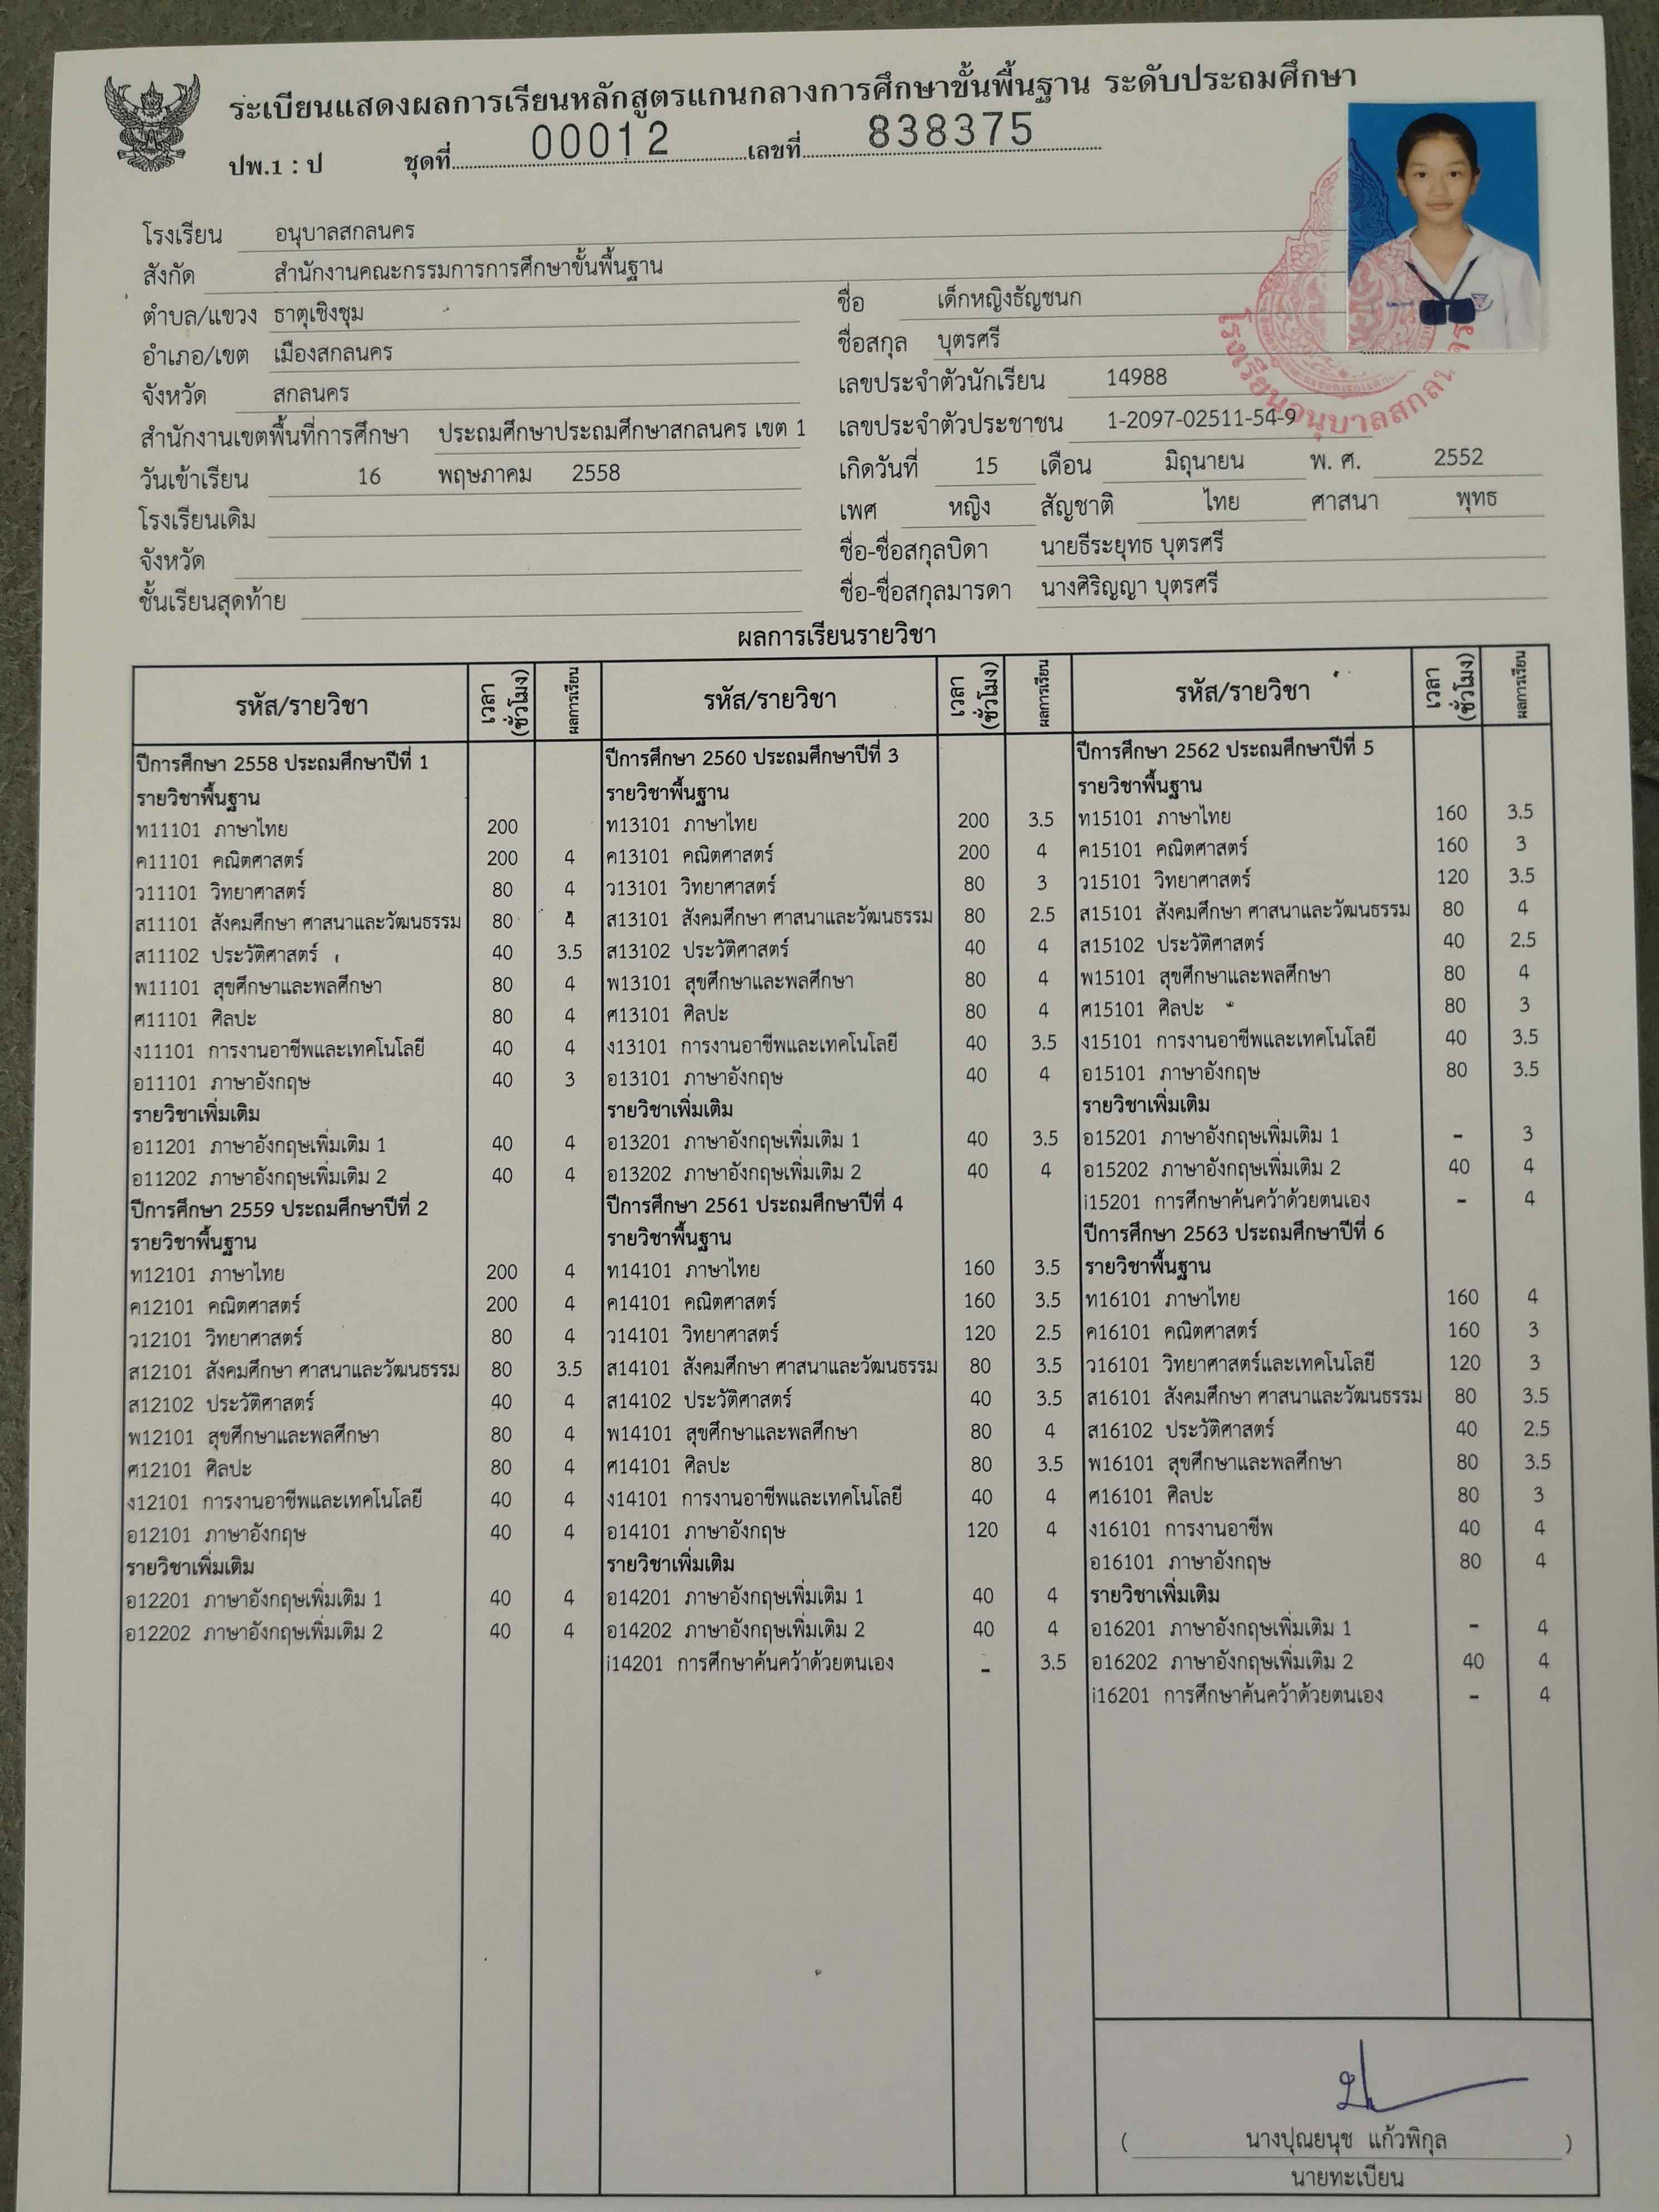 ระเบียนแสดงผลการเรียนหลักสูตรแกนกลางการศึกษาขั้นพื้นฐาน ระดับประถมศึกษา
ปพ.1 : ป ชุดที่ 00012 เลขที่ 838375
โรงเรียน อนุบาลสกลนคร
สังกัด สำนักงานคณะกรรมการการศึกษาขั้นพื้นฐาน
ตำบล/แขวง ธาตุเชิงชุม
อำเภอ/เขต เมืองสกลนคร
จังหวัด สกลนคร
สำนักงานเขตพื้นที่การศึกษา ประถมศึกษาประถมศึกษาสกลนคร เขต 1
วันเข้าเรียน 16 พฤษภาคม 2558
โรงเรียนเดิม
จังหวัด
ชั้นเรียนสุดท้าย
ชื่อ เด็กหญิงธัญชนก
ชื่อสกุล บุตรศรี
เลขประจำตัวนักเรียน 14988
เลขประจำตัวประชาชน 1-2097-02511-54-9
เกิดวันที่ 15 เดือน มิถุนายน พ. ศ. 2552
เพศ หญิง สัญชาติ ไทย ศาสนา พุทธ
ชื่อ-ชื่อสกุลบิดา นายธีระยุทธ บุตรศรี
ชื่อ-ชื่อสกุลมารดา นางศิริญญา บุตรศรี
โรงเรียนอนุบาลสกลนคร
ผลการเรียนรายวิชา
รหัส/รายวิชา เวลา (ชั่วโมง) ผลการเรียน
ปีการศึกษา 2558 ประถมศึกษาปีที่ 1
รายวิชาพื้นฐาน
ท11101 ภาษาไทย 200
ค11101 คณิตศาสตร์ 200 4
ว11101 วิทยาศาสตร์ 80 4
ส11101 สังคมศึกษา ศาสนาและวัฒนธรรม 80 4
ส11102 ประวัติศาสตร์ 40 3.5
พ11101 สุขศึกษาและพลศึกษา 80 4
ศ11101 ศิลปะ 80 4
ง11101 การงานอาชีพและเทคโนโลยี 40 4
อ11101 ภาษาอังกฤษ 40 3
รายวิชาเพิ่มเติม
อ11201 ภาษาอังกฤษเพิ่มเติม 1 40 4
อ11202 ภาษาอังกฤษเพิ่มเติม 2 40 4
ปีการศึกษา 2559 ประถมศึกษาปีที่ 2
รายวิชาพื้นฐาน
ท12101 ภาษาไทย 200 4
ค12101 คณิตศาสตร์ 200 4
ว12101 วิทยาศาสตร์ 80 4
ส12101 สังคมศึกษา ศาสนาและวัฒนธรรม 80 3.5
ส12102 ประวัติศาสตร์ 40 4
พ12101 สุขศึกษาและพลศึกษา 80 4
ศ12101 ศิลปะ 80 4
ง12101 การงานอาชีพและเทคโนโลยี 40 4
อ12101 ภาษาอังกฤษ 40 4
รายวิชาเพิ่มเติม
อ12201 ภาษาอังกฤษเพิ่มเติม 1 40 4
อ12202 ภาษาอังกฤษเพิ่มเติม 2 40 4
รหัส/รายวิชา เวลา (ชั่วโมง) ผลการเรียน
ปีการศึกษา 2560 ประถมศึกษาปีที่ 3
รายวิชาพื้นฐาน
ท13101 ภาษาไทย 200 3.5
ค13101 คณิตศาสตร์ 200 4
ว13101 วิทยาศาสตร์ 80 3
ส13101 สังคมศึกษา ศาสนาและวัฒนธรรม 80 2.5
ส13102 ประวัติศาสตร์ 40 4
พ13101 สุขศึกษาและพลศึกษา 80 4
ศ13101 ศิลปะ 80 4
ง13101 การงานอาชีพและเทคโนโลยี 40 3.5
อ13101 ภาษาอังกฤษ 40 4
รายวิชาเพิ่มเติม
อ13201 ภาษาอังกฤษเพิ่มเติม 1 40 3.5
อ13202 ภาษาอังกฤษเพิ่มเติม 2 40 4
ปีการศึกษา 2561 ประถมศึกษาปีที่ 4
รายวิชาพื้นฐาน
ท14101 ภาษาไทย 160 3.5
ค14101 คณิตศาสตร์ 160 3.5
ว14101 วิทยาศาสตร์ 120 2.5
ส14101 สังคมศึกษา ศาสนาและวัฒนธรรม 80 3.5
ส14102 ประวัติศาสตร์ 40 3.5
พ14101 สุขศึกษาและพลศึกษา 80 4
ศ14101 ศิลปะ 80 3.5
ง14101 การงานอาชีพและเทคโนโลยี 40 4
อ14101 ภาษาอังกฤษ 120 4
รายวิชาเพิ่มเติม
อ14201 ภาษาอังกฤษเพิ่มเติม 1 40 4
อ14202 ภาษาอังกฤษเพิ่มเติม 2 40 4
i14201 การศึกษาค้นคว้าด้วยตนเอง - 3.5
รหัส/รายวิชา เวลา (ชั่วโมง) ผลการเรียน
ปีการศึกษา 2562 ประถมศึกษาปีที่ 5
รายวิชาพื้นฐาน
ท15101 ภาษาไทย 160 3.5
ค15101 คณิตศาสตร์ 160 3
ว15101 วิทยาศาสตร์ 120 3.5
ส15101 สังคมศึกษา ศาสนาและวัฒนธรรม 80 4
ส15102 ประวัติศาสตร์ 40 2.5
พ15101 สุขศึกษาและพลศึกษา 80 4
ศ15101 ศิลปะ 80 3
ง15101 การงานอาชีพและเทคโนโลยี 40 3.5
อ15101 ภาษาอังกฤษ 80 3.5
รายวิชาเพิ่มเติม
อ15201 ภาษาอังกฤษเพิ่มเติม 1 - 3
อ15202 ภาษาอังกฤษเพิ่มเติม 2 40 4
i15201 การศึกษาค้นคว้าด้วยตนเอง - 4
ปีการศึกษา 2563 ประถมศึกษาปีที่ 6
รายวิชาพื้นฐาน
ท16101 ภาษาไทย 160 4
ค16101 คณิตศาสตร์ 160 3
ว16101 วิทยาศาสตร์และเทคโนโลยี 120 3
ส16101 สังคมศึกษา ศาสนาและวัฒนธรรม 80 3.5
ส16102 ประวัติศาสตร์ 40 2.5
พ16101 สุขศึกษาและพลศึกษา 80 3.5
ศ16101 ศิลปะ 80 3
ง16101 การงานอาชีพ 40 4
อ16101 ภาษาอังกฤษ 80 4
รายวิชาเพิ่มเติม
อ16201 ภาษาอังกฤษเพิ่มเติม 1 - 4
อ16202 ภาษาอังกฤษเพิ่มเติม 2 40 4
i16201 การศึกษาค้นคว้าด้วยตนเอง - 4
( นางปุณยนุช แก้วพิกุล )
นายทะเบียน